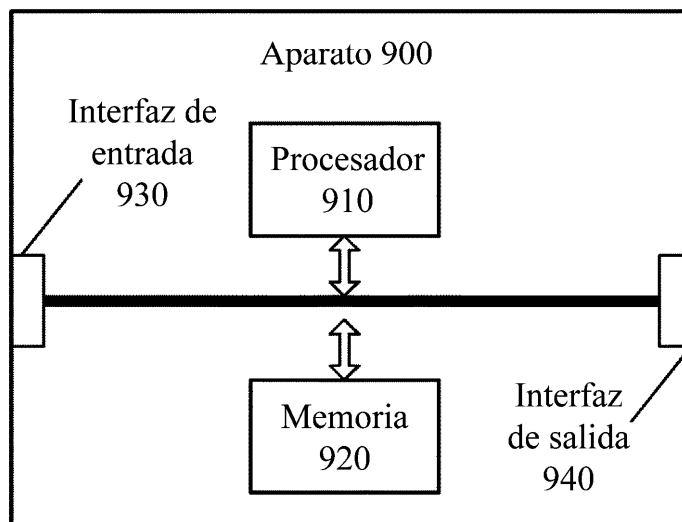 Aparato 900
Interfaz de
entrada
930
Procesador
910
Memoria
920
Interfaz
de salida
940